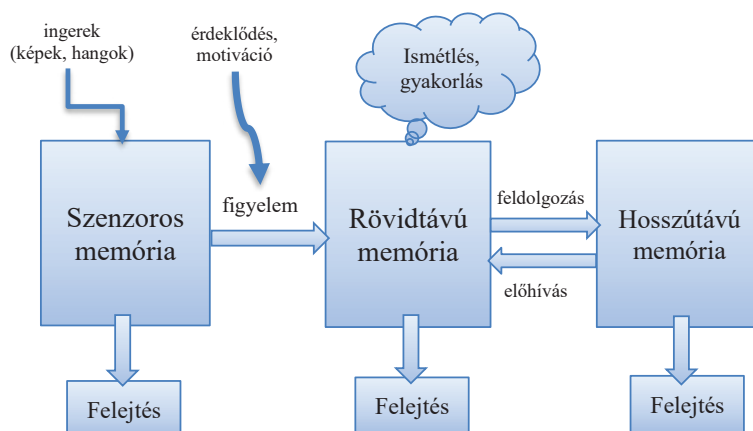 ingerek
(képek, hangok)
érdeklődés,
motiváció
Ismétlés,
gyakorlás
Szenzoros
memória
figyelem
Rövidtávú
memória
feldolgozás
előhívás
Hosszútávú
memória
Felejtés
Felejtés
Felejtés